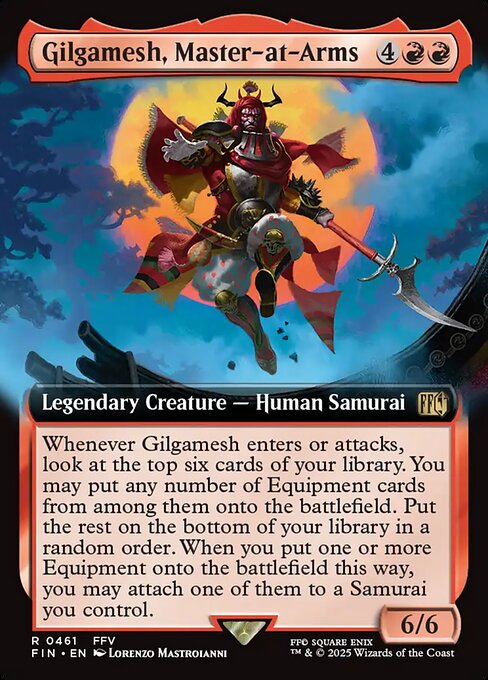 Gilgamesh, Master-at-Arms 4
Legendary Creature — Human Samurai FFV
Whenever Gilgamesh enters or attacks,
look at the top six cards of your library. You
may put any number of Equipment cards
from among them onto the battlefield. Put
the rest on the bottom of your library in a
random order. When you put one or more
Equipment onto the battlefield this way,
you may attach one of them to a Samurai
you control.
6/6
R 0461 FFV
FIN • EN Lorenzo Mastroianni
FF© SQUARE ENIX
™ & © 2025 Wizards of the Coast